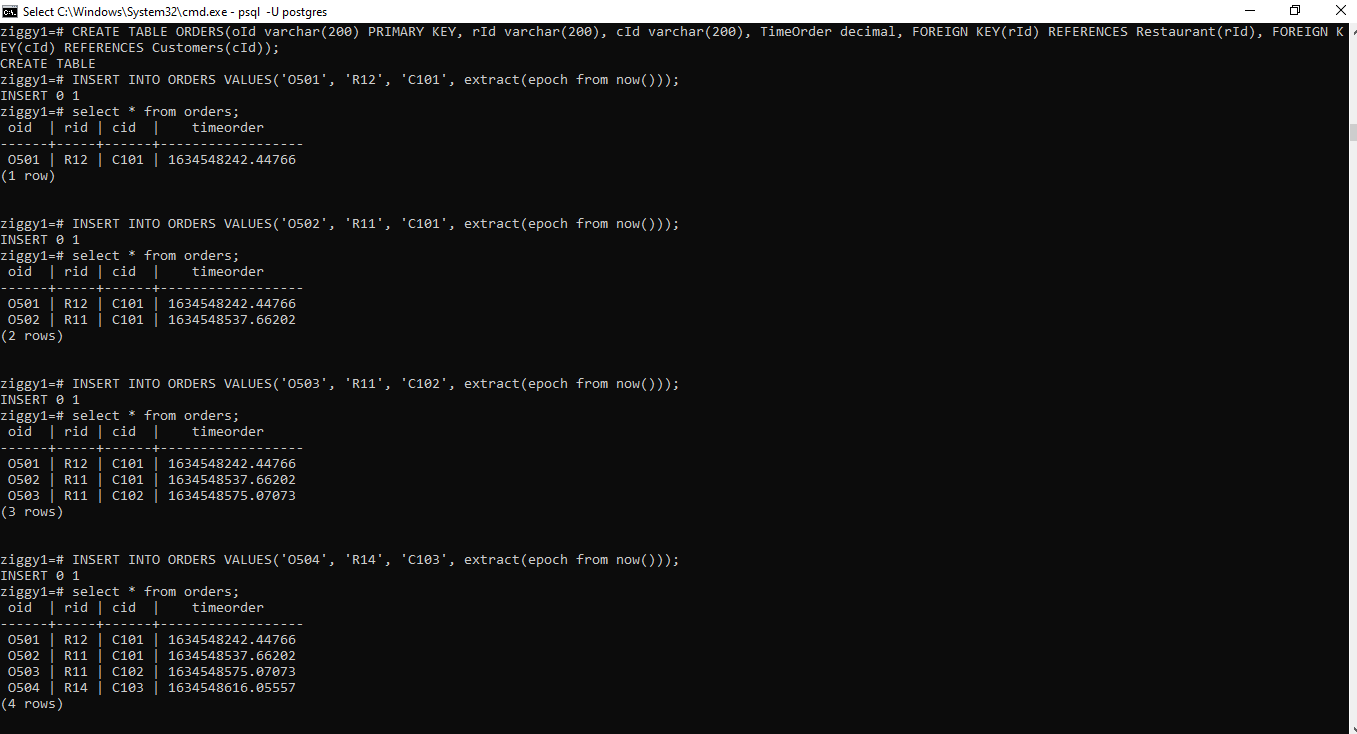 Select C:\Windows\System32\cmd.exe - psql -U postgres
ziggy1=# CREATE TABLE ORDERS(oId varchar(200) PRIMARY KEY, rId varchar(200), cId varchar(200), TimeOrder decimal, FOREIGN KEY(rId) REFERENCES Restaurant(rId), FOREIGN K
EY(cId) REFERENCES Customers(cId));
CREATE TABLE
ziggy1=# INSERT INTO ORDERS VALUES('O501', 'R12', 'C101', extract(epoch from now()));
INSERT 0 1
ziggy1=# select * from orders;
 oid  | rid | cid  |    timeorder
------+-----+------+------------------
 O501 | R12 | C101 | 1634548242.44766
(1 row)
ziggy1=# INSERT INTO ORDERS VALUES('O502', 'R11', 'C101', extract(epoch from now()));
INSERT 0 1
ziggy1=# select * from orders;
 oid  | rid | cid  |    timeorder
------+-----+------+------------------
 O501 | R12 | C101 | 1634548242.44766
 O502 | R11 | C101 | 1634548537.66202
(2 rows)
ziggy1=# INSERT INTO ORDERS VALUES('O503', 'R11', 'C102', extract(epoch from now()));
INSERT 0 1
ziggy1=# select * from orders;
 oid  | rid | cid  |    timeorder
------+-----+------+------------------
 O501 | R12 | C101 | 1634548242.44766
 O502 | R11 | C101 | 1634548537.66202
 O503 | R11 | C102 | 1634548575.07073
(3 rows)
ziggy1=# INSERT INTO ORDERS VALUES('O504', 'R14', 'C103', extract(epoch from now()));
INSERT 0 1
ziggy1=# select * from orders;
 oid  | rid | cid  |    timeorder
------+-----+------+------------------
 O501 | R12 | C101 | 1634548242.44766
 O502 | R11 | C101 | 1634548537.66202
 O503 | R11 | C102 | 1634548575.07073
 O504 | R14 | C103 | 1634548616.05557
(4 rows)